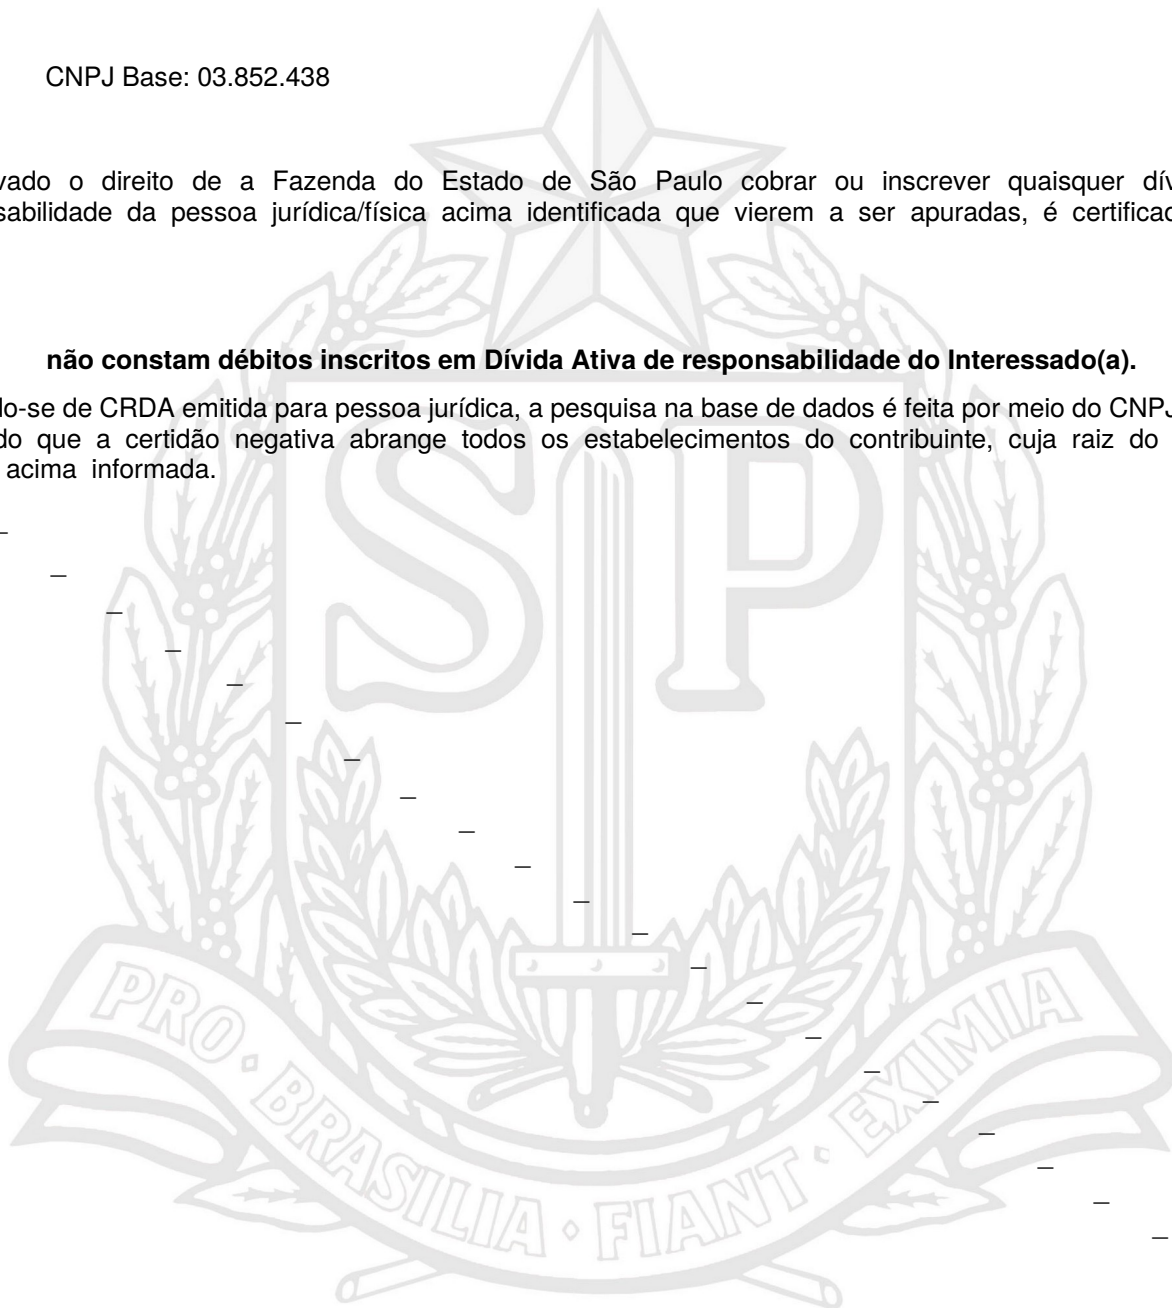 CNPJ Base: 03.852.438
vado o direito de a Fazenda do Estado de São Paulo cobrar ou inscrever quaisquer dív
sabilidade da pessoa jurídica/física acima identificada que vierem a ser apuradas, é certificad
não constam débitos inscritos em Dívida Ativa de responsabilidade do Interessado(a).
do-se de CRDA emitida para pessoa jurídica, a pesquisa na base de dados é feita por meio do CNPJ
do que a certidão negativa abrange todos os estabelecimentos do contribuinte, cuja raiz do
acima informada.
SP
PRO · BRASILIA · FIANT · EXIMIA